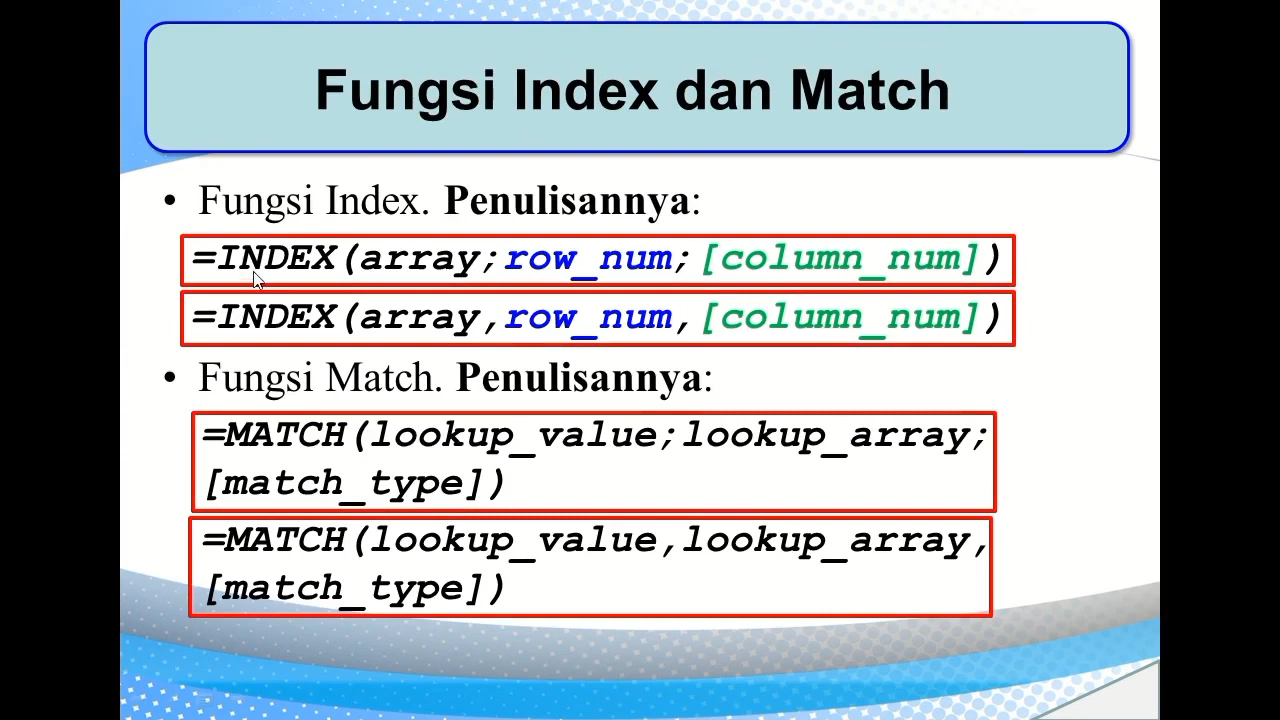 Fungsi Index dan Match
• Fungsi Index. Penulisannya:
=INDEX(array;row_num;[column_num])
=INDEX(array,row_num,[column_num])
• Fungsi Match. Penulisannya:
=MATCH(lookup_value;lookup_array;
[match_type])
=MATCH(lookup_value,lookup_array,
[match_type])